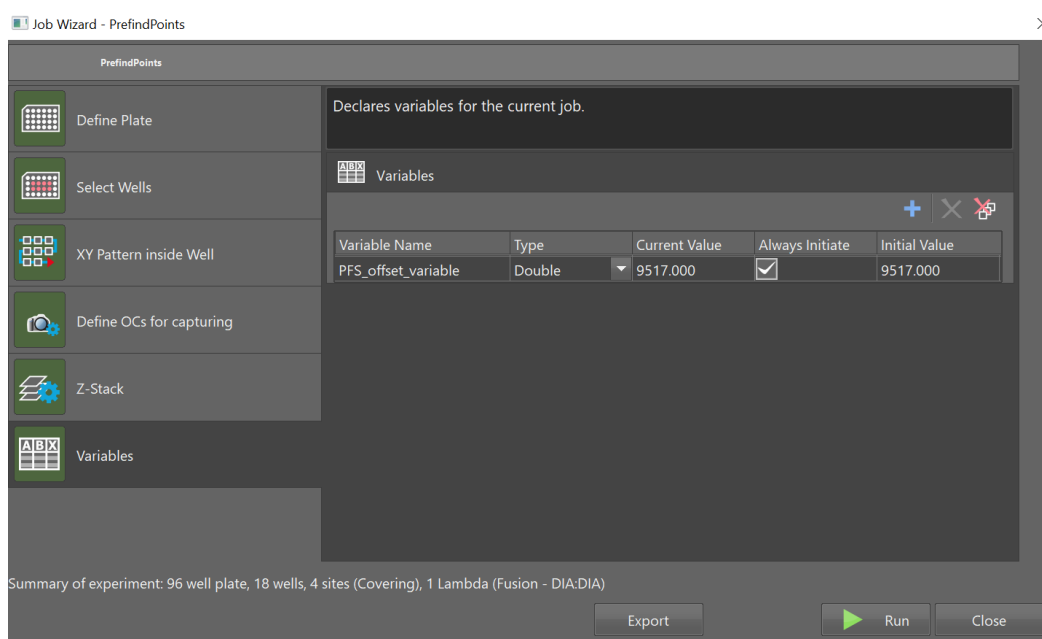 Job Wizard - PrefindPoints
PrefindPoints
Define Plate
Select Wells
XY Pattern inside Well
Define OCs for capturing
Z-Stack
ABX Variables
Declares variables for the current job.
ABX Variables
Variable Name Type Current Value Always Initiate Initial Value
PFS_offset_variable Double 9517.000 9517.000
Summary of experiment: 96 well plate, 18 wells, 4 sites (Covering), 1 Lambda (Fusion - DIA:DIA)
Export Run Close